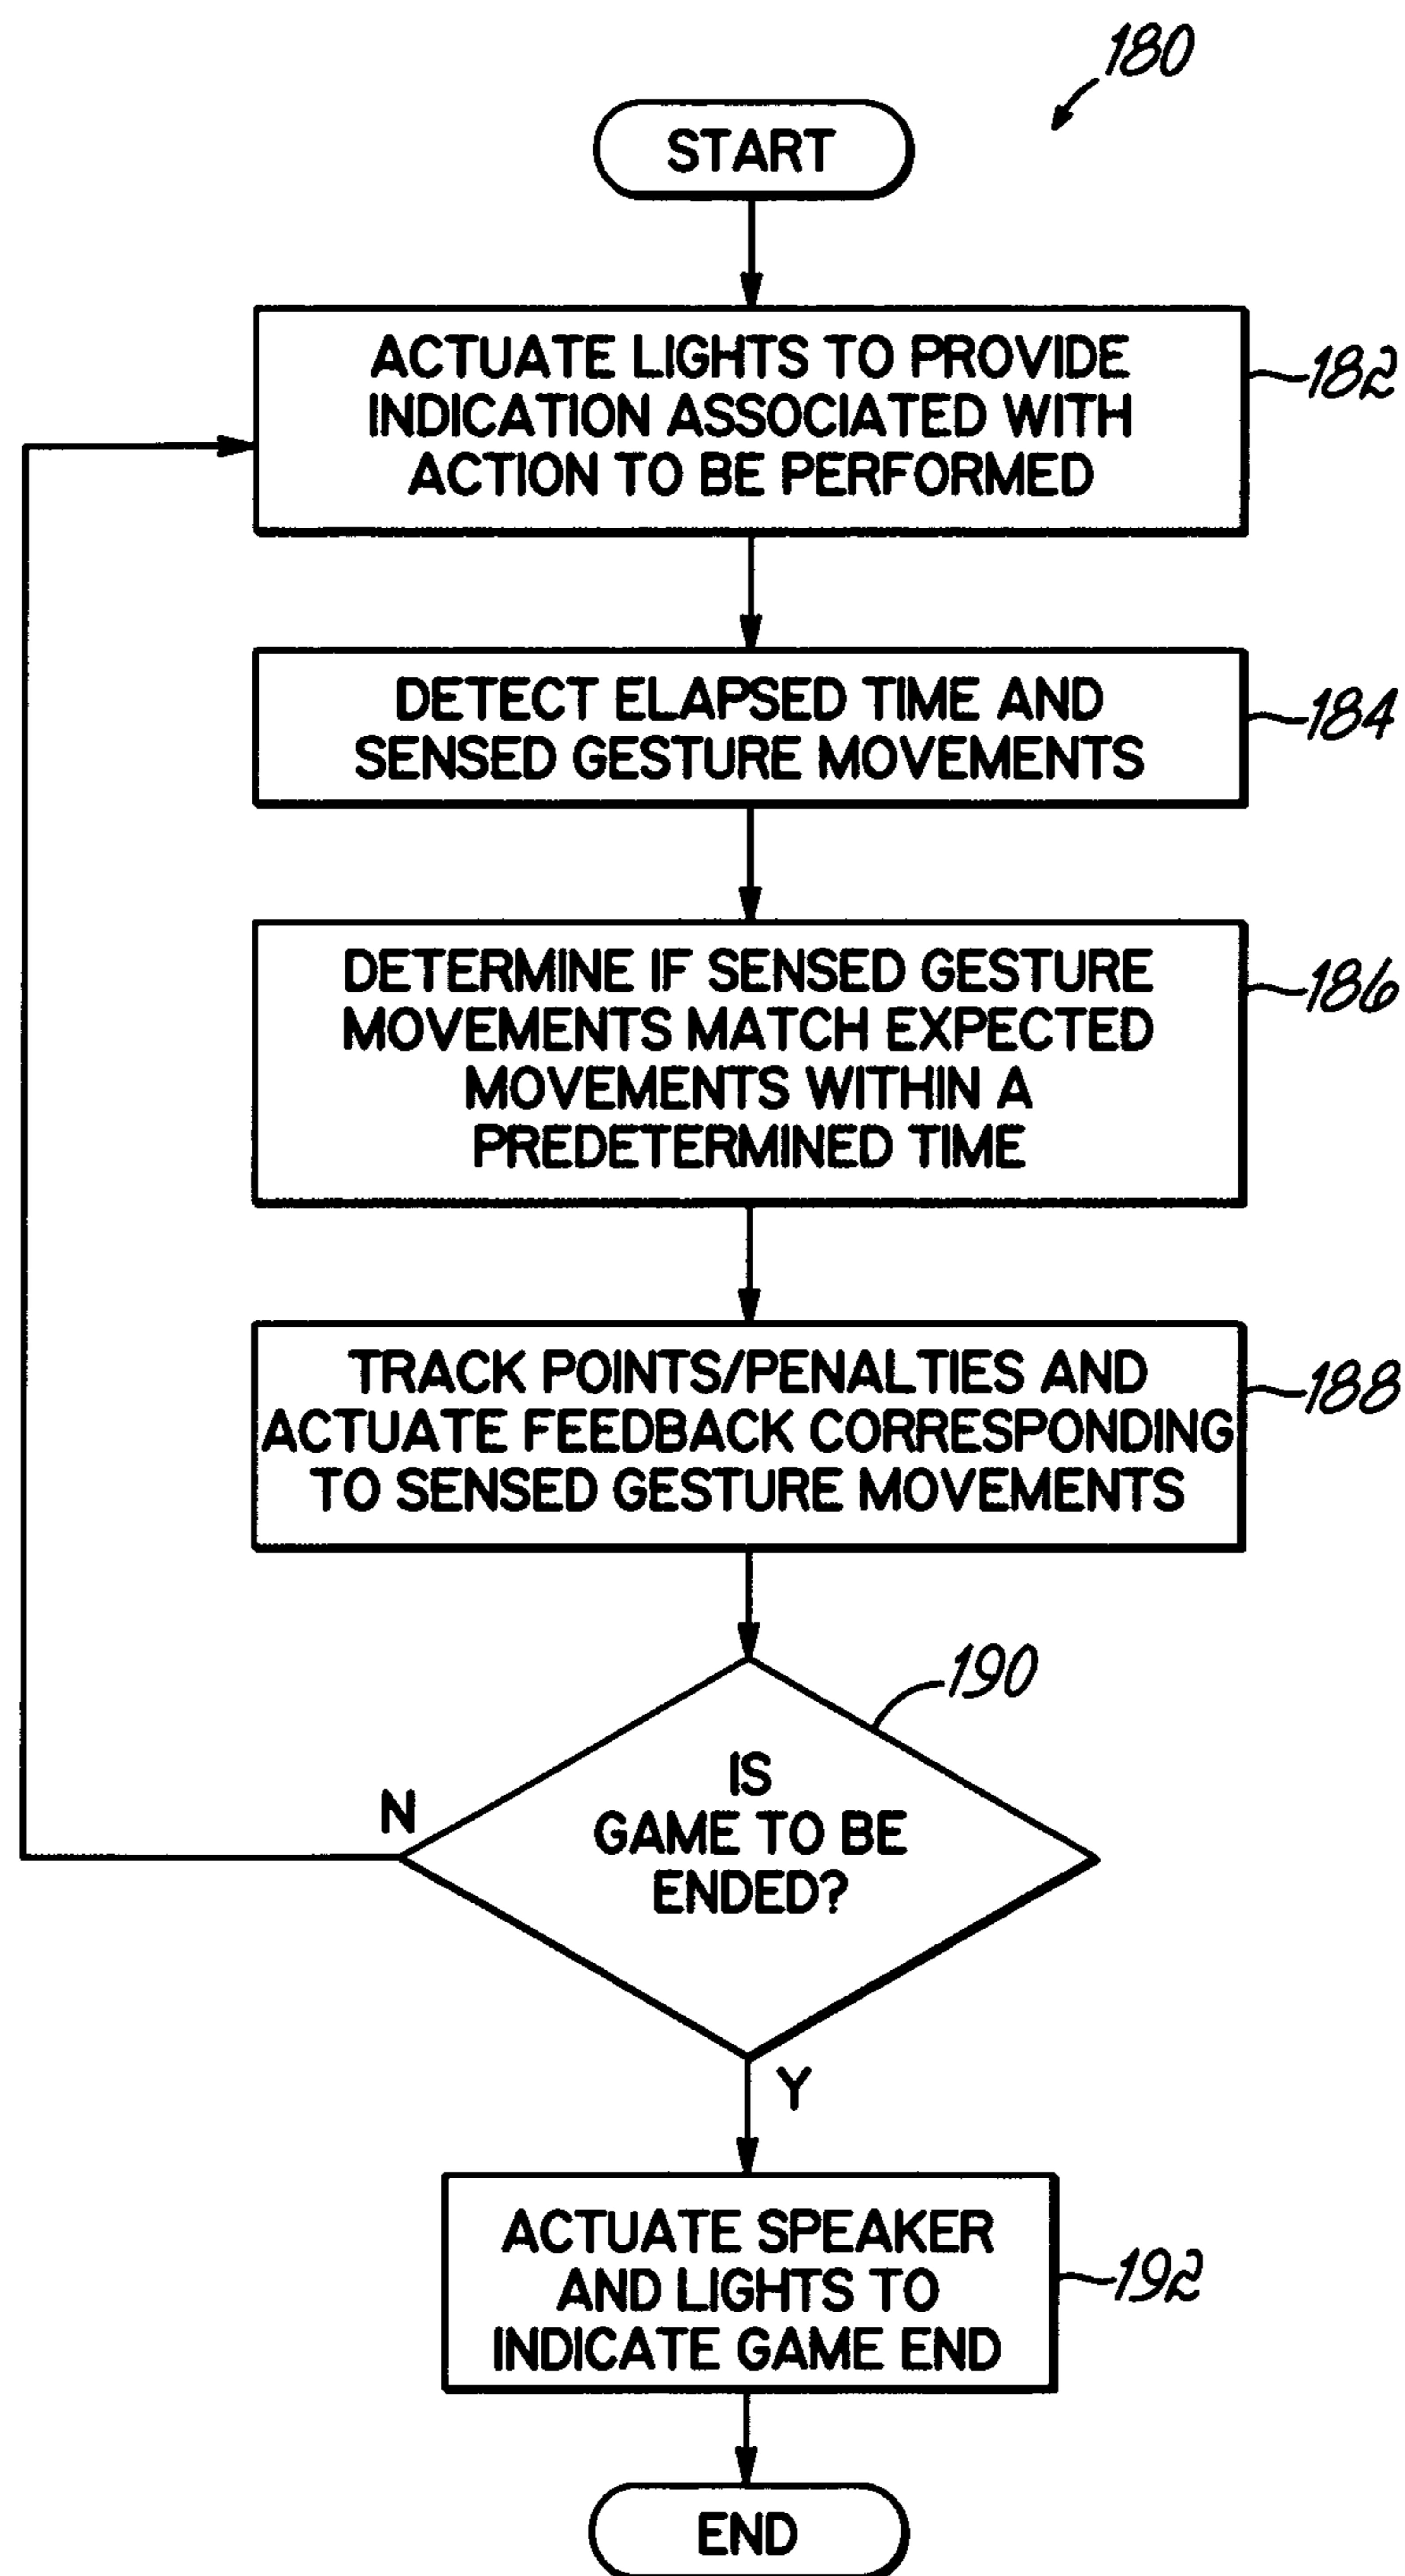 180
START
ACTUATE LIGHTS TO PROVIDE
INDICATION ASSOCIATED WITH
ACTION TO BE PERFORMED
182
DETECT ELAPSED TIME AND
SENSED GESTURE MOVEMENTS
184
DETERMINE IF SENSED GESTURE
MOVEMENTS MATCH EXPECTED
MOVEMENTS WITHIN A
PREDETERMINED TIME
186
TRACK POINTS/PENALTIES AND
ACTUATE FEEDBACK CORRESPONDING
TO SENSED GESTURE MOVEMENTS
188
190
IS
GAME TO BE
ENDED?
N
Y
ACTUATE SPEAKER
AND LIGHTS TO
INDICATE GAME END
192
END